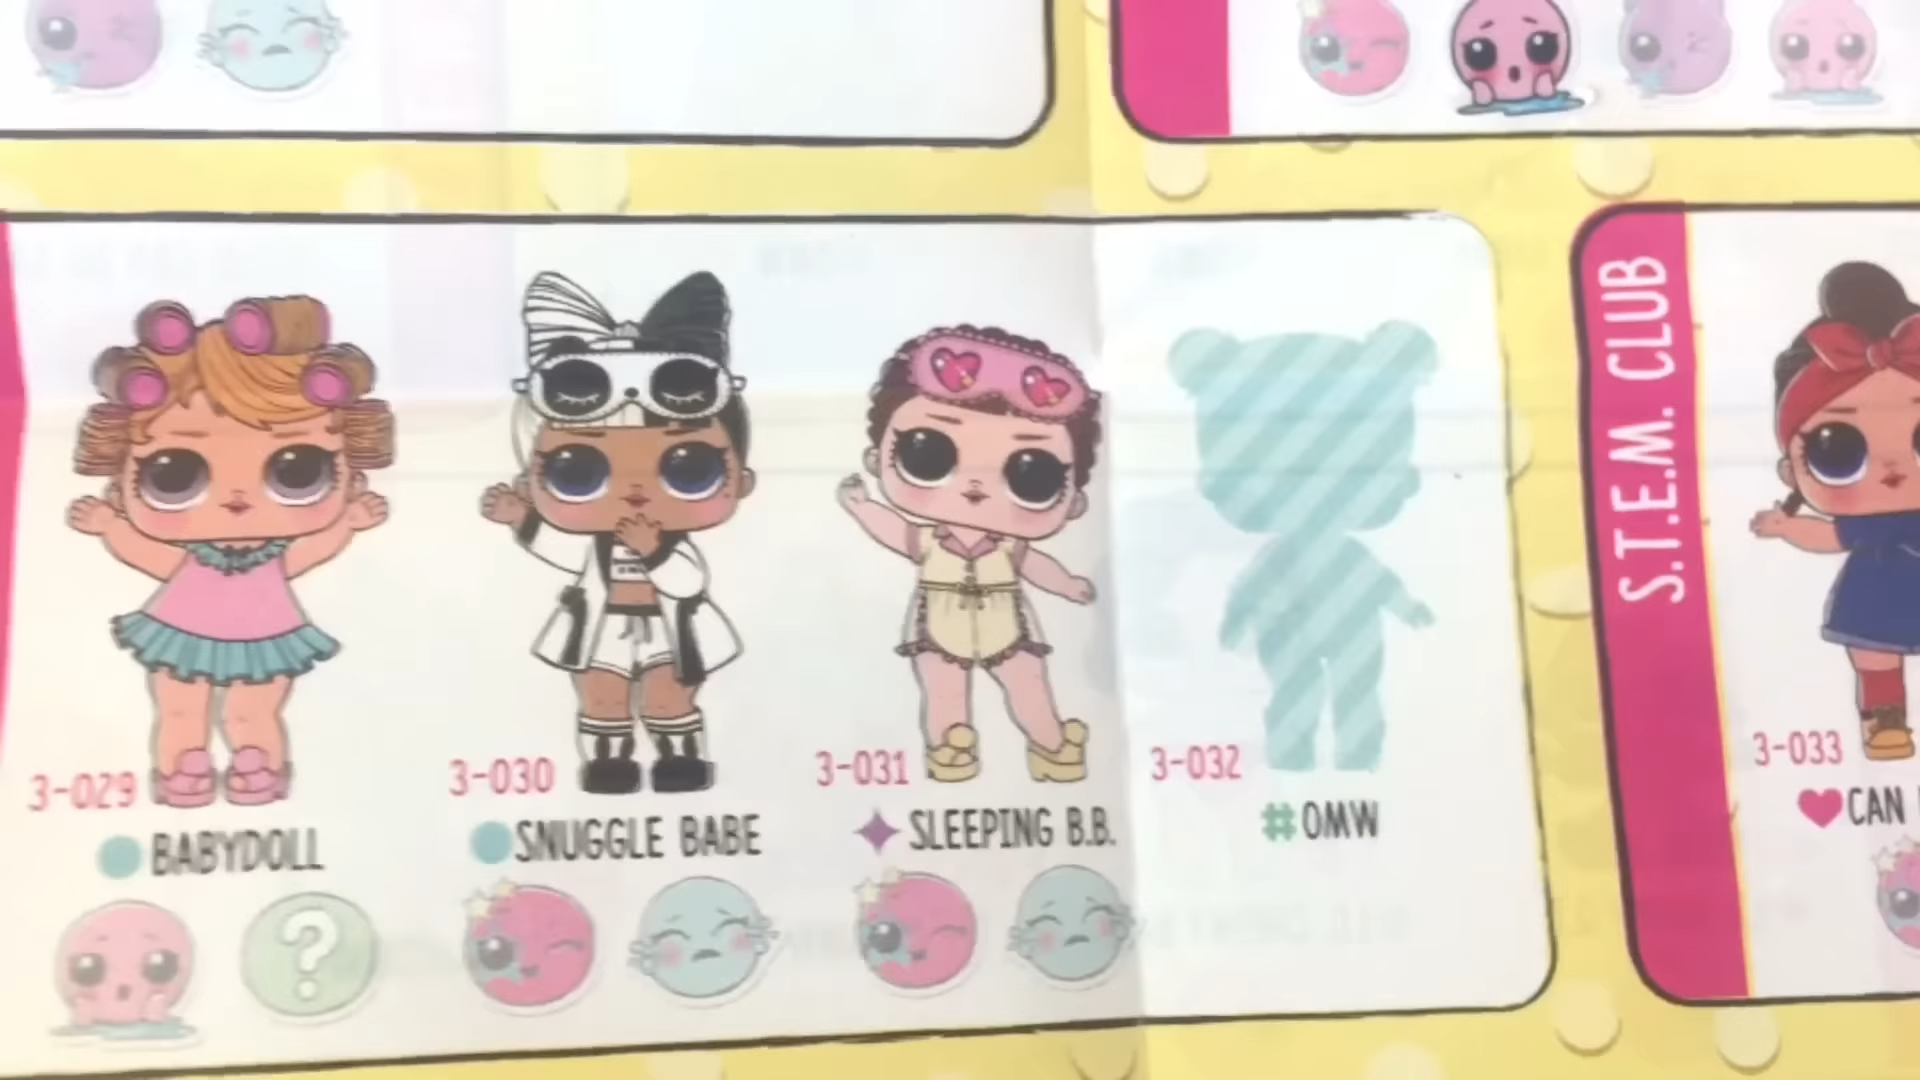 S.T.E.M. CLUB
3-029
BABYDOLL
3-030
SNUGGLE BABE
3-031
SLEEPING B.B.
3-032
#OMW
3-033
CAN
?